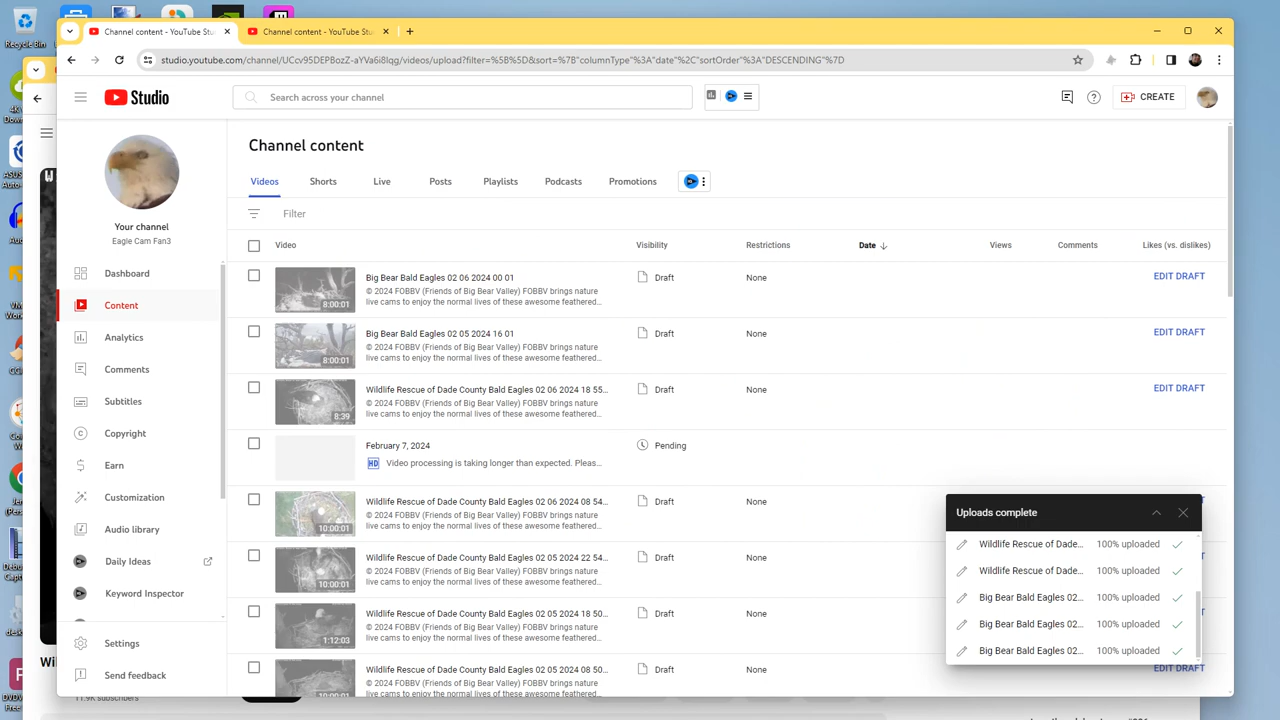 Recycle Bin
Channel content - YouTube Stu
Channel content - YouTube Stu
studio.youtube.com/channel/UCcv95DEPBozZ-aYVa6i8lqg/videos/upload?filter=%5B%5D&sort=%7B"columnType"%3A"date"%2C"sortOrder"%3A"DESCENDING"%7D
Studio
Search across your channel
CREATE
Your channel
Eagle Cam Fan3
Dashboard
Content
Analytics
Comments
Subtitles
Copyright
Earn
Customization
Audio library
Daily Ideas
Keyword Inspector
Settings
Send feedback
Channel content
Videos Shorts Live Posts Playlists Podcasts Promotions
Filter
Video Visibility Restrictions Date Views Comments Likes (vs. dislikes)
Big Bear Bald Eagles 02 06 2024 00 01 Draft None EDIT DRAFT
© 2024 FOBBV (Friends of Big Bear Valley) FOBBV brings nature
live cams to enjoy the normal lives of these awesome feathered...
8:00:01
Big Bear Bald Eagles 02 05 2024 16 01 Draft None EDIT DRAFT
© 2024 FOBBV (Friends of Big Bear Valley) FOBBV brings nature
live cams to enjoy the normal lives of these awesome feathered...
8:00:01
Wildlife Rescue of Dade County Bald Eagles 02 06 2024 18 55... Draft None EDIT DRAFT
© 2024 FOBBV (Friends of Big Bear Valley) FOBBV brings nature
live cams to enjoy the normal lives of these awesome feathered...
8:39
February 7, 2024 Pending
HD Video processing is taking longer than expected. Pleas...
Wildlife Rescue of Dade County Bald Eagles 02 06 2024 08 54... Draft None
© 2024 FOBBV (Friends of Big Bear Valley) FOBBV brings nature
live cams to enjoy the normal lives of these awesome feathered...
10:00:01
Wildlife Rescue of Dade County Bald Eagles 02 05 2024 22 54... Draft None
© 2024 FOBBV (Friends of Big Bear Valley) FOBBV brings nature
live cams to enjoy the normal lives of these awesome feathered...
10:00:01
Wildlife Rescue of Dade County Bald Eagles 02 05 2024 18 50... Draft None
© 2024 FOBBV (Friends of Big Bear Valley) FOBBV brings nature
live cams to enjoy the normal lives of these awesome feathered...
1:12:03
Wildlife Rescue of Dade County Bald Eagles 02 05 2024 08 50... Draft None EDIT DRAFT
© 2024 FOBBV (Friends of Big Bear Valley) FOBBV brings nature
Uploads complete
Wildlife Rescue of Dade... 100% uploaded
Wildlife Rescue of Dade... 100% uploaded
Big Bear Bald Eagles 02... 100% uploaded
Big Bear Bald Eagles 02... 100% uploaded
Big Bear Bald Eagles 02... 100% uploaded